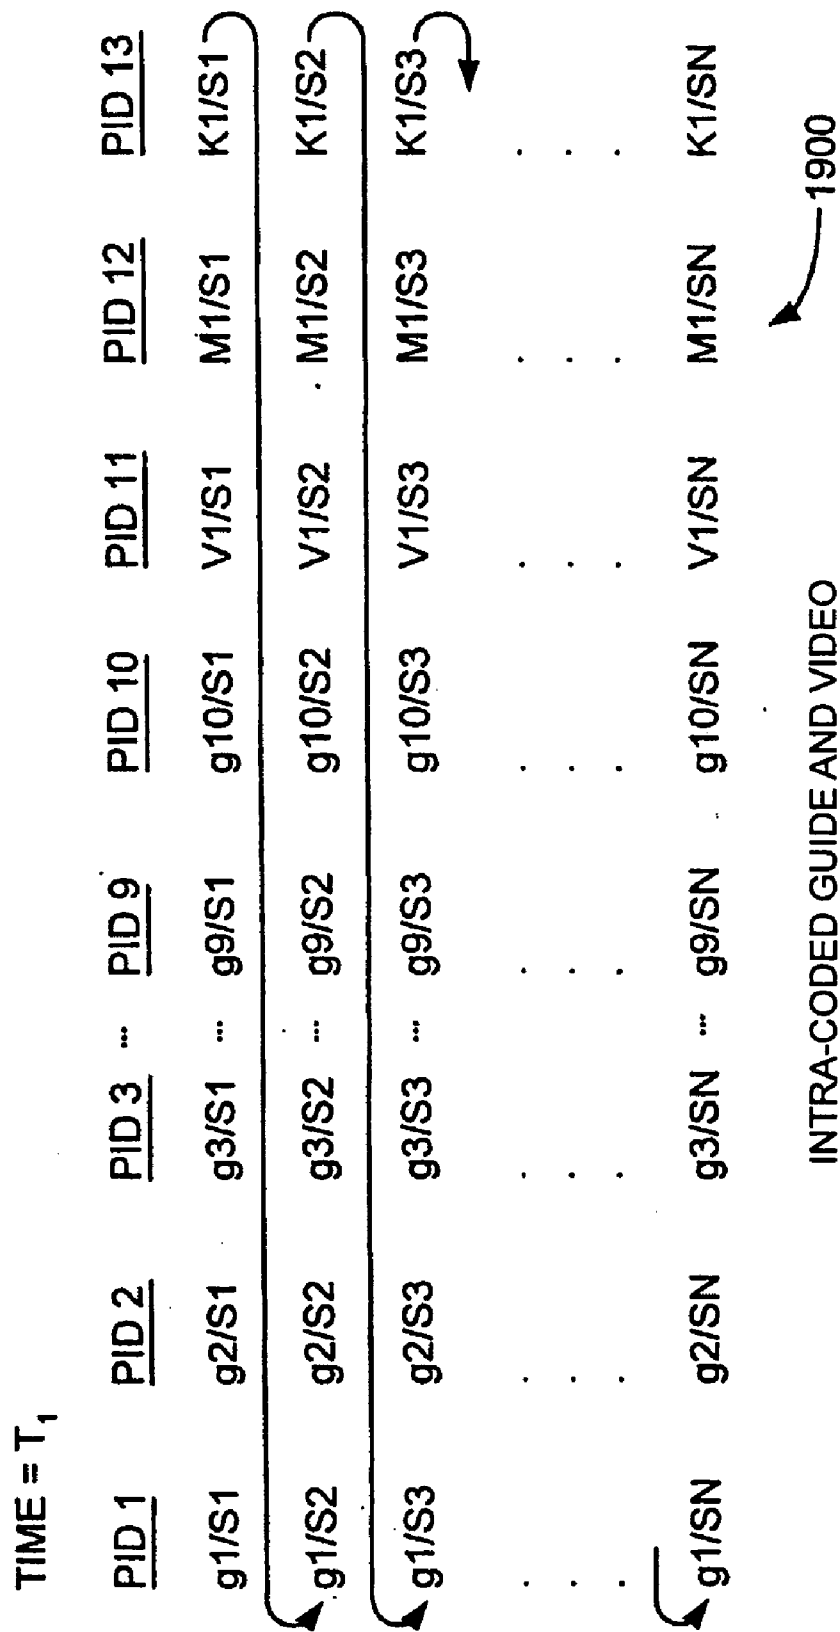 TIME = T1
PID 1 PID 2 PID 3 ... PID 9 PID 10 PID 11 PID 12 PID 13
g1/S1 g2/S1 g3/S1 ... g9/S1 g10/S1 V1/S1 M1/S1 K1/S1
g1/S2 g2/S2 g3/S2 ... g9/S2 g10/S2 V1/S2 M1/S2 K1/S2
g1/S3 g2/S3 g3/S3 ... g9/S3 g10/S3 V1/S3 M1/S3 K1/S3
g1/SN g2/SN g3/SN ... g9/SN g10/SN V1/SN M1/SN K1/SN
1900
INTRA-CODED GUIDE AND VIDEO